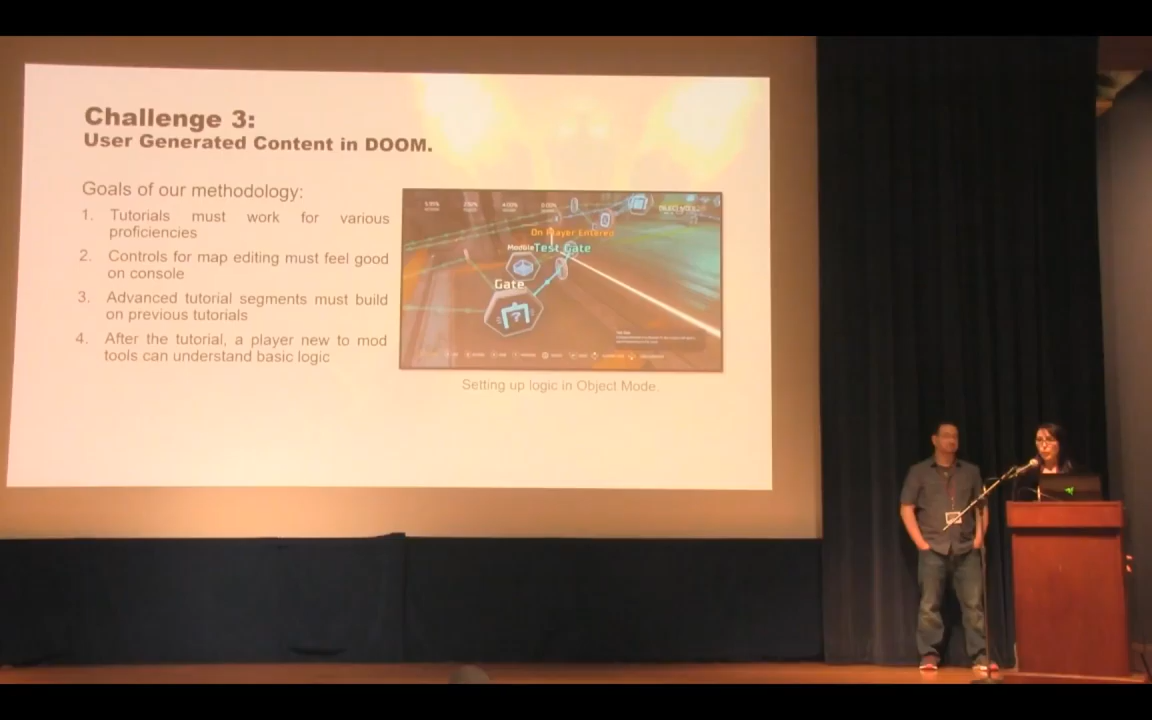 Challenge 3:
User Generated Content in DOOM.
Goals of our methodology:
1. Tutorials must work for various
proficiencies
2. Controls for map editing must feel good
on console
3. Advanced tutorial segments must build
on previous tutorials
4. After the tutorial, a player new to mod
tools can understand basic logic
On Player Entered
Test Gate
Gate
?
Setting up logic in Object Mode.